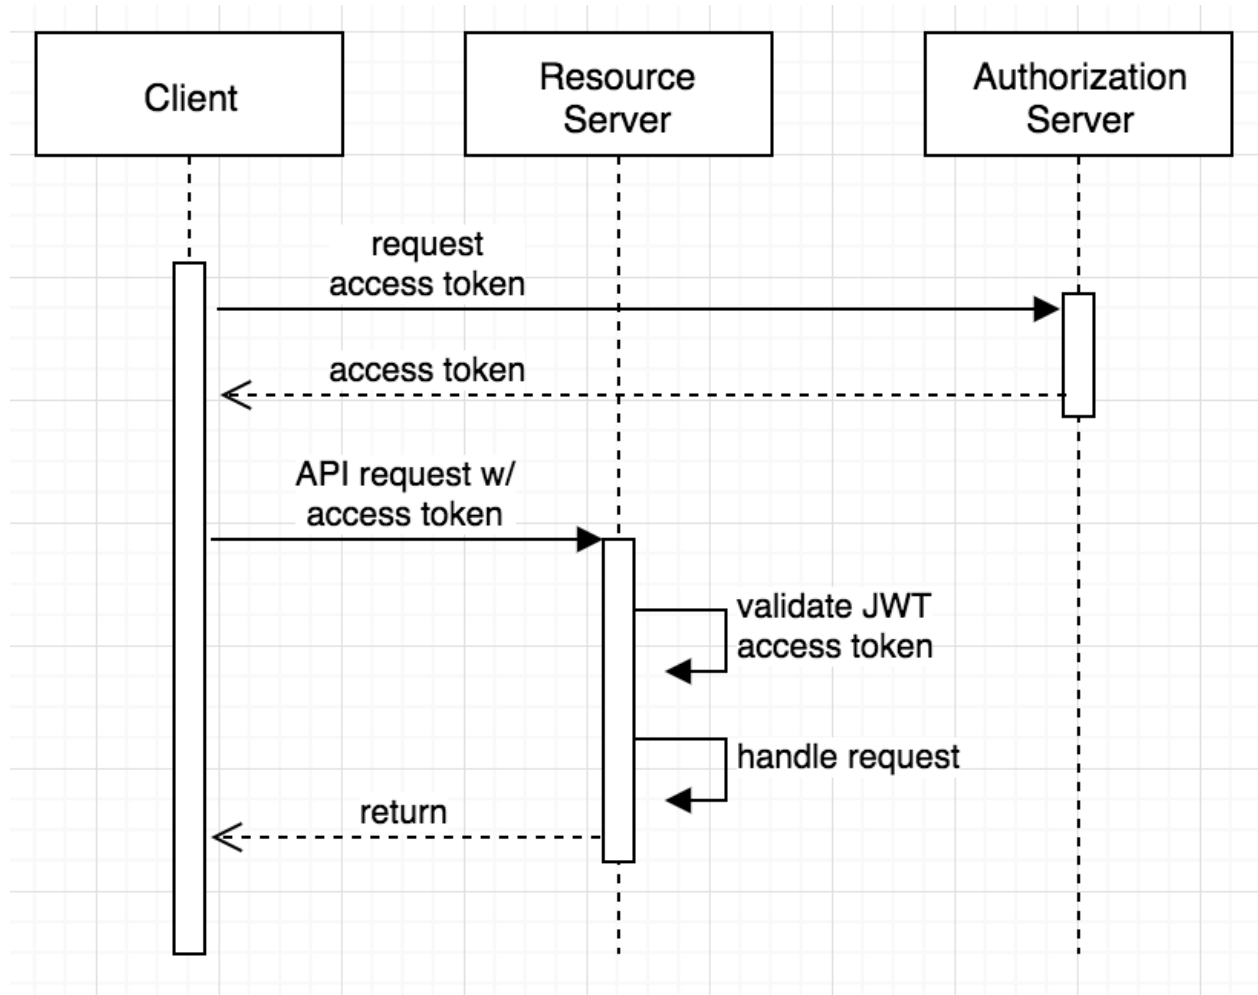 Client
Resource
Server
Authorization
Server
request
access token
access token
API request w/
access token
validate JWT
access token
handle request
return